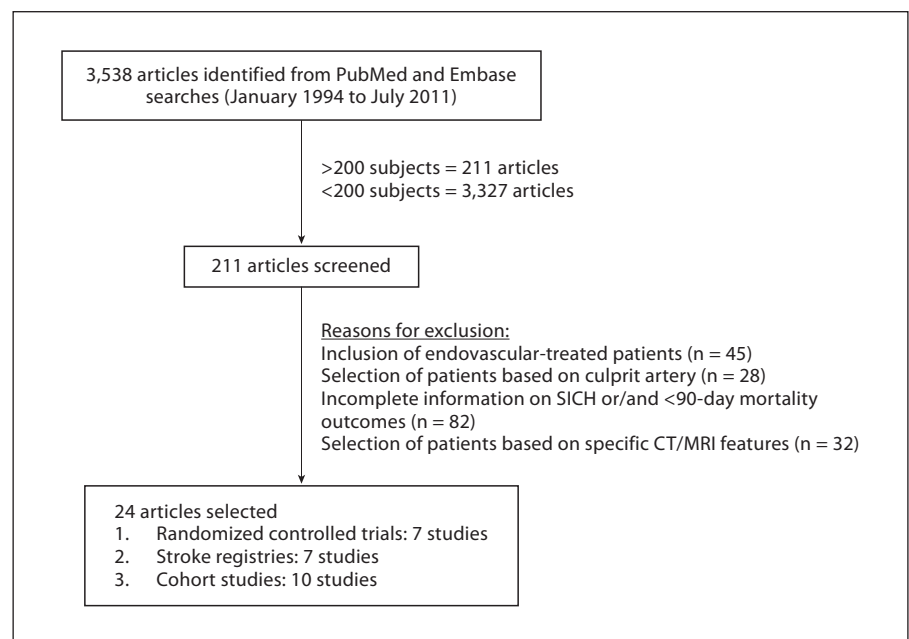 3,538 articles identified from PubMed and Embase
searches (January 1994 to July 2011)
>200 subjects = 211 articles
<200 subjects = 3,327 articles
211 articles screened
Reasons for exclusion:
Inclusion of endovascular-treated patients (n = 45)
Selection of patients based on culprit artery (n = 28)
Incomplete information on SICH or/and <90-day mortality
outcomes (n = 82)
Selection of patients based on specific CT/MRI features (n = 32)
24 articles selected
1. Randomized controlled trials: 7 studies
2. Stroke registries: 7 studies
3. Cohort studies: 10 studies